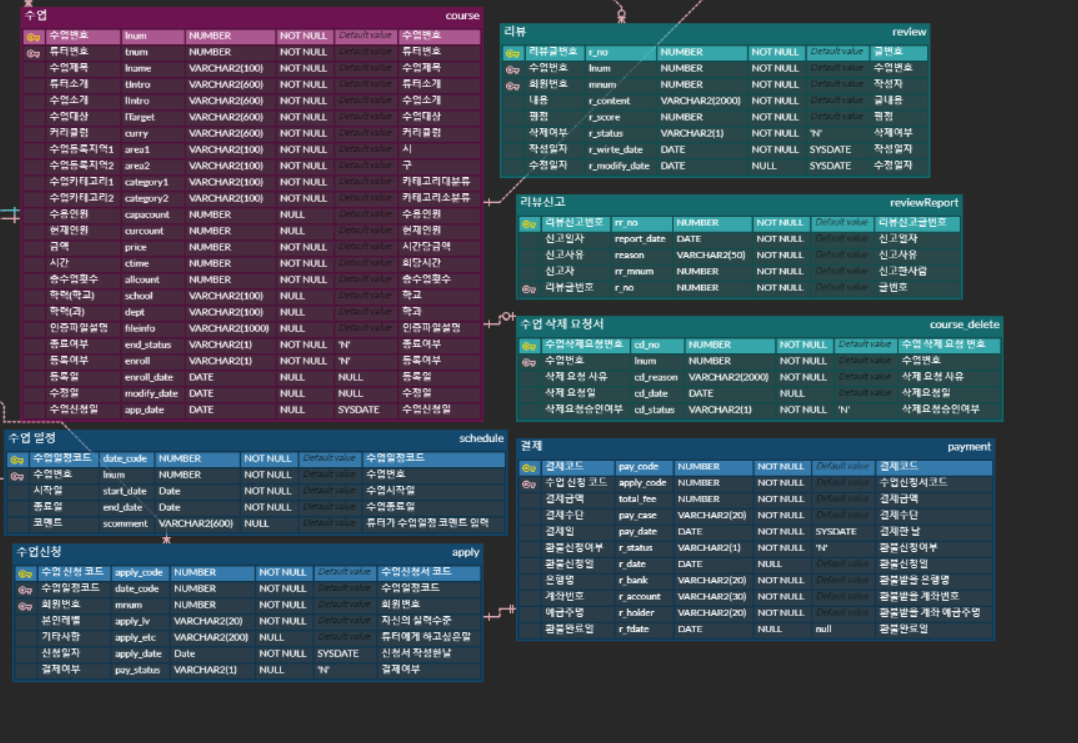 수업 course
수업번호 lnum NUMBER NOT NULL Default value 수업번호
튜터번호 tnum NUMBER NOT NULL Default value 튜터번호
수업제목 lname VARCHAR2(100) NOT NULL Default value 수업제목
튜터소개 tIntro VARCHAR2(600) NOT NULL Default value 튜터소개
수업소개 lIntro VARCHAR2(600) NOT NULL Default value 수업소개
수업대상 lTarget VARCHAR2(600) NOT NULL Default value 수업대상
커리큘럼 curry VARCHAR2(600) NOT NULL Default value 커리큘럼
수업등록지역1 area1 VARCHAR2(100) NOT NULL Default value 시
수업등록지역2 area2 VARCHAR2(100) NOT NULL Default value 구
수업카테고리1 category1 VARCHAR2(100) NOT NULL Default value 카테고리대분류
수업카테고리2 category2 VARCHAR2(100) NOT NULL Default value 카테고리소분류
수용인원 capacount NUMBER NULL Default value 수용인원
현재인원 curcount NUMBER NULL Default value 현재인원
금액 price NUMBER NOT NULL Default value 시간당금액
시간 ctime NUMBER NOT NULL Default value 회당시간
총수업횟수 allcount NUMBER NOT NULL Default value 총수업횟수
학력(학교) school VARCHAR2(100) NULL Default value 학교
학력(과) dept VARCHAR2(100) NULL Default value 학과
인증파일설명 fileinfo VARCHAR2(1000) NULL Default value 인증파일설명
종료여부 end_status VARCHAR2(1) NOT NULL 'N' 종료여부
등록여부 enroll VARCHAR2(1) NOT NULL 'N' 등록여부
등록일 enroll_date DATE NULL NULL 등록일
수정일 modify_date DATE NULL NULL 수정일
수업신청일 app_date DATE NULL SYSDATE 수업신청일
리뷰 review
리뷰글번호 r_no NUMBER NOT NULL Default value 글번호
수업번호 lnum NUMBER NOT NULL Default value 수업번호
회원번호 mnum NUMBER NOT NULL Default value 작성자
내용 r_content VARCHAR2(2000) NOT NULL Default value 글내용
평점 r_score NUMBER NOT NULL Default value 평점
삭제여부 r_status VARCHAR2(1) NOT NULL 'N' 삭제여부
작성일자 r_wirte_date DATE NOT NULL SYSDATE 작성일자
수정일자 r_modify_date DATE NULL SYSDATE 수정일자
리뷰신고 reviewReport
리뷰신고번호 rr_no NUMBER NOT NULL Default value 리뷰신고글번호
신고일자 report_date DATE NOT NULL Default value 신고일자
신고사유 reason VARCHAR2(50) NOT NULL Default value 신고사유
신고자 rr_mnum NUMBER NOT NULL Default value 신고한사람
리뷰글번호 r_no NUMBER NOT NULL Default value 글번호
수업 삭제 요청서 course_delete
수업삭제요청번호 cd_no NUMBER NOT NULL Default value 수업 삭제 요청 번호
수업번호 lnum NUMBER NOT NULL Default value 수업번호
삭제 요청 사유 cd_reason VARCHAR2(2000) NOT NULL Default value 삭제 요청 사유
삭제 요청일 cd_date DATE NULL Default value 삭제요청일
삭제요청승인여부 cd_status VARCHAR2(1) NOT NULL 'N' 삭제요청승인여부
수업 일정 schedule
수업일정코드 date_code NUMBER NOT NULL Default value 수업일정코드
수업번호 lnum NUMBER NOT NULL Default value 수업번호
시작일 start_date Date NOT NULL Default value 수업시작일
종료일 end_date Date NOT NULL Default value 수업종료일
코멘트 scomment VARCHAR2(600) NULL Default value 튜터가 수업일정 코멘트 입력
결제 payment
결제코드 pay_code NUMBER NOT NULL Default value 결제코드
수업 신청 코드 apply_code NUMBER NOT NULL Default value 수업신청서코드
결제금액 total_fee NUMBER NOT NULL Default value 결제금액
결제수단 pay_case VARCHAR2(20) NOT NULL Default value 결제수단
결제일 pay_date DATE NOT NULL SYSDATE 결제한 날
환불신청여부 r_status VARCHAR2(1) NOT NULL 'N' 환불신청여부
환불신청일 r_date DATE NULL Default value 환불신청일
은행명 r_bank VARCHAR2(20) NOT NULL Default value 환불받을 은행명
계좌번호 r_account VARCHAR2(30) NOT NULL Default value 환불받을 계좌번호
예금주명 r_holder VARCHAR2(20) NOT NULL Default value 환불받을 계좌 예금주명
환불완료일 r_fdate DATE NULL null 환불완료일
수업신청 apply
수업 신청 코드 apply_code NUMBER NOT NULL Default value 수업신청서 코드
수업일정코드 date_code NUMBER NOT NULL Default value 수업일정코드
회원번호 mnum NUMBER NOT NULL Default value 회원번호
본인레벨 apply_lv VARCHAR2(20) NOT NULL Default value 자신의 실력수준
기타사항 apply_etc VARCHAR2(200) NULL Default value 튜터에게 하고싶은말
신청일자 apply_date Date NOT NULL SYSDATE 신청서 작성한날
결제여부 pay_status VARCHAR2(1) NULL 'N' 결제여부